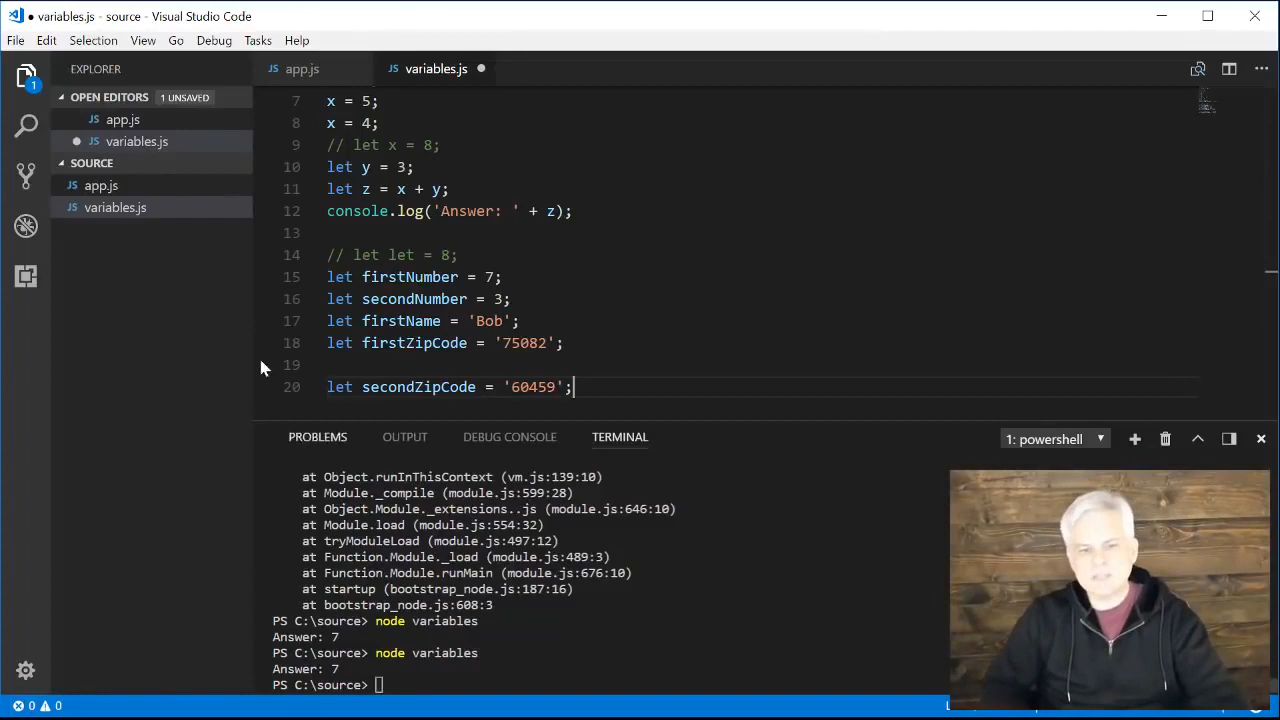 ● variables.js - source - Visual Studio Code
File Edit Selection View Go Debug Tasks Help
EXPLORER
JS app.js
JS variables.js ●
OPEN EDITORS 1 UNSAVED
JS app.js
● JS variables.js
SOURCE
JS app.js
JS variables.js
1
7 x = 5;
8 x = 4;
9 // let x = 8;
10 let y = 3;
11 let z = x + y;
12 console.log('Answer: ' + z);
13
14 // let let = 8;
15 let firstNumber = 7;
16 let secondNumber = 3;
17 let firstName = 'Bob';
18 let firstZipCode = '75082';
19
20 let secondZipCode = '60459';
PROBLEMS OUTPUT DEBUG CONSOLE TERMINAL 1: powershell
at Object.runInThisContext (vm.js:139:10)
at Module._compile (module.js:599:28)
at Object.Module._extensions..js (module.js:646:10)
at Module.load (module.js:554:32)
at tryModuleLoad (module.js:497:12)
at Function.Module._load (module.js:489:3)
at Function.Module.runMain (module.js:676:10)
at startup (bootstrap_node.js:187:16)
at bootstrap_node.js:608:3
PS C:\source> node variables
Answer: 7
PS C:\source> node variables
Answer: 7
PS C:\source>
0 0